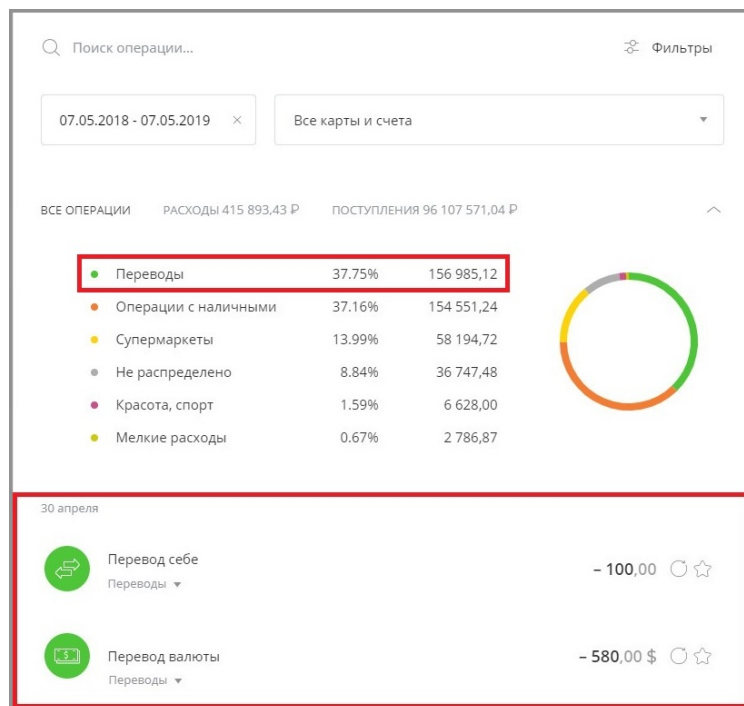 Поиск операции...
Фильтры
07.05.2018 - 07.05.2019 ×
Все карты и счета
ВСЕ ОПЕРАЦИИ РАСХОДЫ 415 893,43 ₽ ПОСТУПЛЕНИЯ 96 107 571,04 ₽
Переводы 37.75% 156 985,12
Операции с наличными 37.16% 154 551,24
Супермаркеты 13.99% 58 194,72
Не распределено 8.84% 36 747,48
Красота, спорт 1.59% 6 628,00
Мелкие расходы 0.67% 2 786,87
30 апреля
Перевод себе – 100,00
Переводы
Перевод валюты – 580,00 $
Переводы